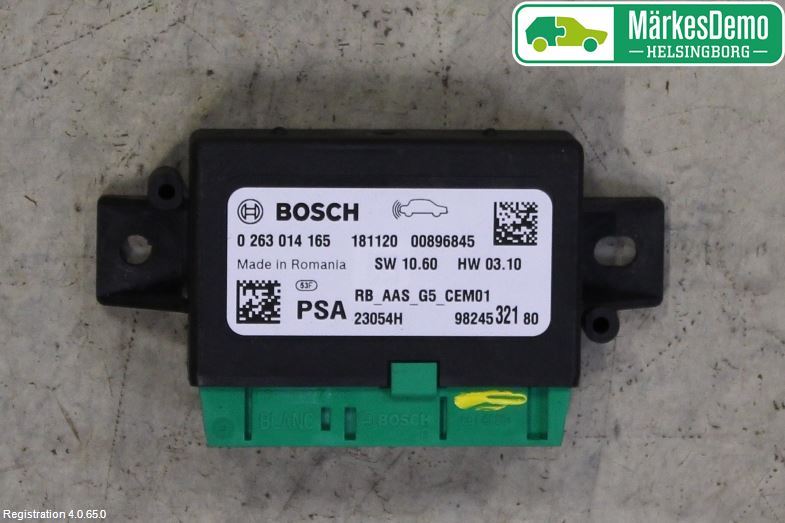 MärkesDemo
HELSINGBORG
BOSCH
0 263 014 165 181120 00896845
Made in Romania SW 10.60 HW 03.10
53F
PSA RB_AAS_G5_CEM01
23054H 98245 321 80
BLANC BOSCH
Registration 4.0.65.0